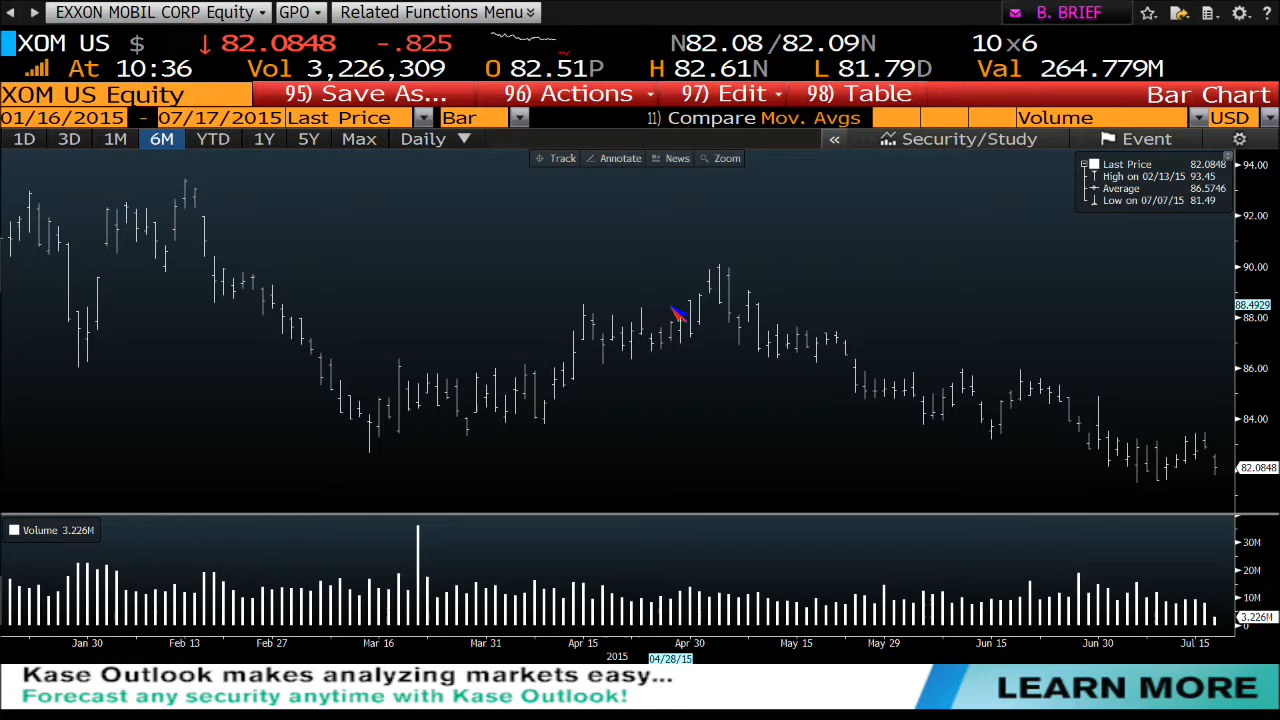 EXXON MOBIL CORP Equity GPO Related Functions Menu B. BRIEF
XOM US $ ↓ 82.0848 -.825 N82.08 /82.09N 10 x6
At 10:36 Vol 3,226,309 O 82.51P H 82.61N L 81.79D Val 264.779M
XOM US Equity 95) Save As... 96) Actions 97) Edit 98) Table Bar Chart
01/16/2015 - 07/17/2015 Last Price Bar 11) Compare Mov. Avgs Volume USD
1D 3D 1M 6M YTD 1Y 5Y Max Daily « Security/Study Event
Track Annotate News Zoom
Last Price 82.0848
High on 02/13/15 93.45
Average 86.5746
Low on 07/07/15 81.49
94.00
92.00
90.00
88.4929
88.00
86.00
84.00
82.0848
Volume 3.226M
30M
20M
10M
3.226M
0
Jan 30 Feb 13 Feb 27 Mar 16 Mar 31 Apr 15 Apr 30 May 15 May 29 Jun 15 Jun 30 Jul 15
2015 04/28/15
Kase Outlook makes analyzing markets easy...
Forecast any security anytime with Kase Outlook!
LEARN MORE